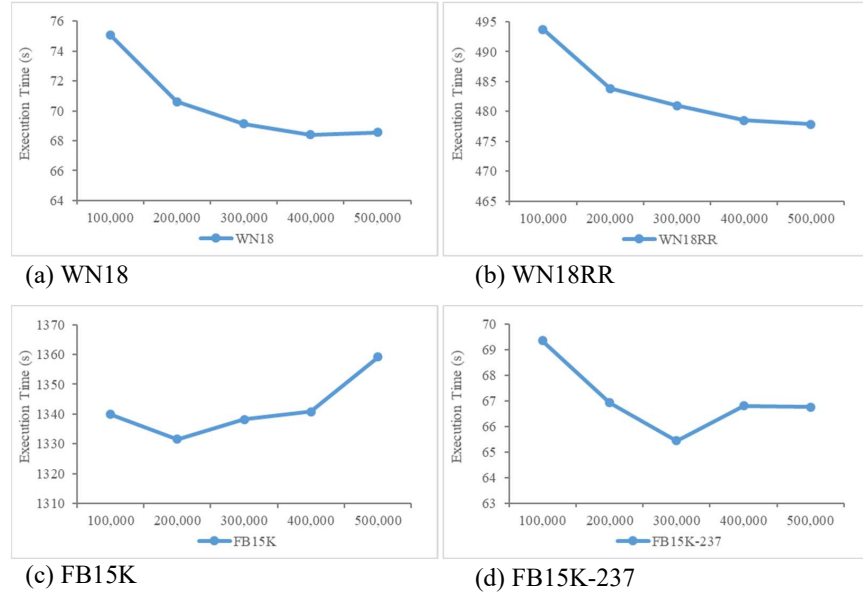 Execution Time (s)
76
74
72
70
68
66
64
100,000 200,000 300,000 400,000 500,000
WN18
(a) WN18
Execution Time (s)
495
490
485
480
475
470
465
100,000 200,000 300,000 400,000 500,000
WN18RR
(b) WN18RR
Execution Time (s)
1370
1360
1350
1340
1330
1320
1310
100,000 200,000 300,000 400,000 500,000
FB15K
(c) FB15K
Execution Time (s)
70
69
68
67
66
65
64
63
100,000 200,000 300,000 400,000 500,000
FB15K-237
(d) FB15K-237